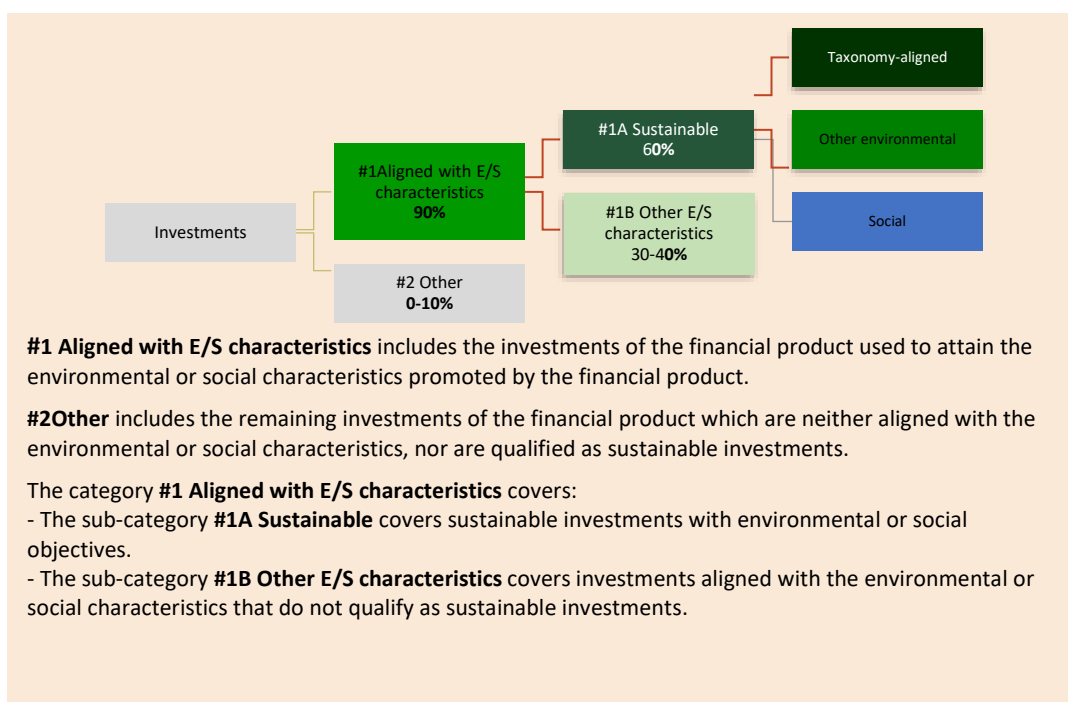 Taxonomy-aligned
#1A Sustainable
60%
Other environmental
#1Aligned with E/S
characteristics
90%
Investments
#1B Other E/S
characteristics
30-40%
Social
#2 Other
0-10%
#1 Aligned with E/S characteristics includes the investments of the financial product used to attain the
environmental or social characteristics promoted by the financial product.
#2Other includes the remaining investments of the financial product which are neither aligned with the
environmental or social characteristics, nor are qualified as sustainable investments.
The category #1 Aligned with E/S characteristics covers:
- The sub-category #1A Sustainable covers sustainable investments with environmental or social
objectives.
- The sub-category #1B Other E/S characteristics covers investments aligned with the environmental or
social characteristics that do not qualify as sustainable investments.